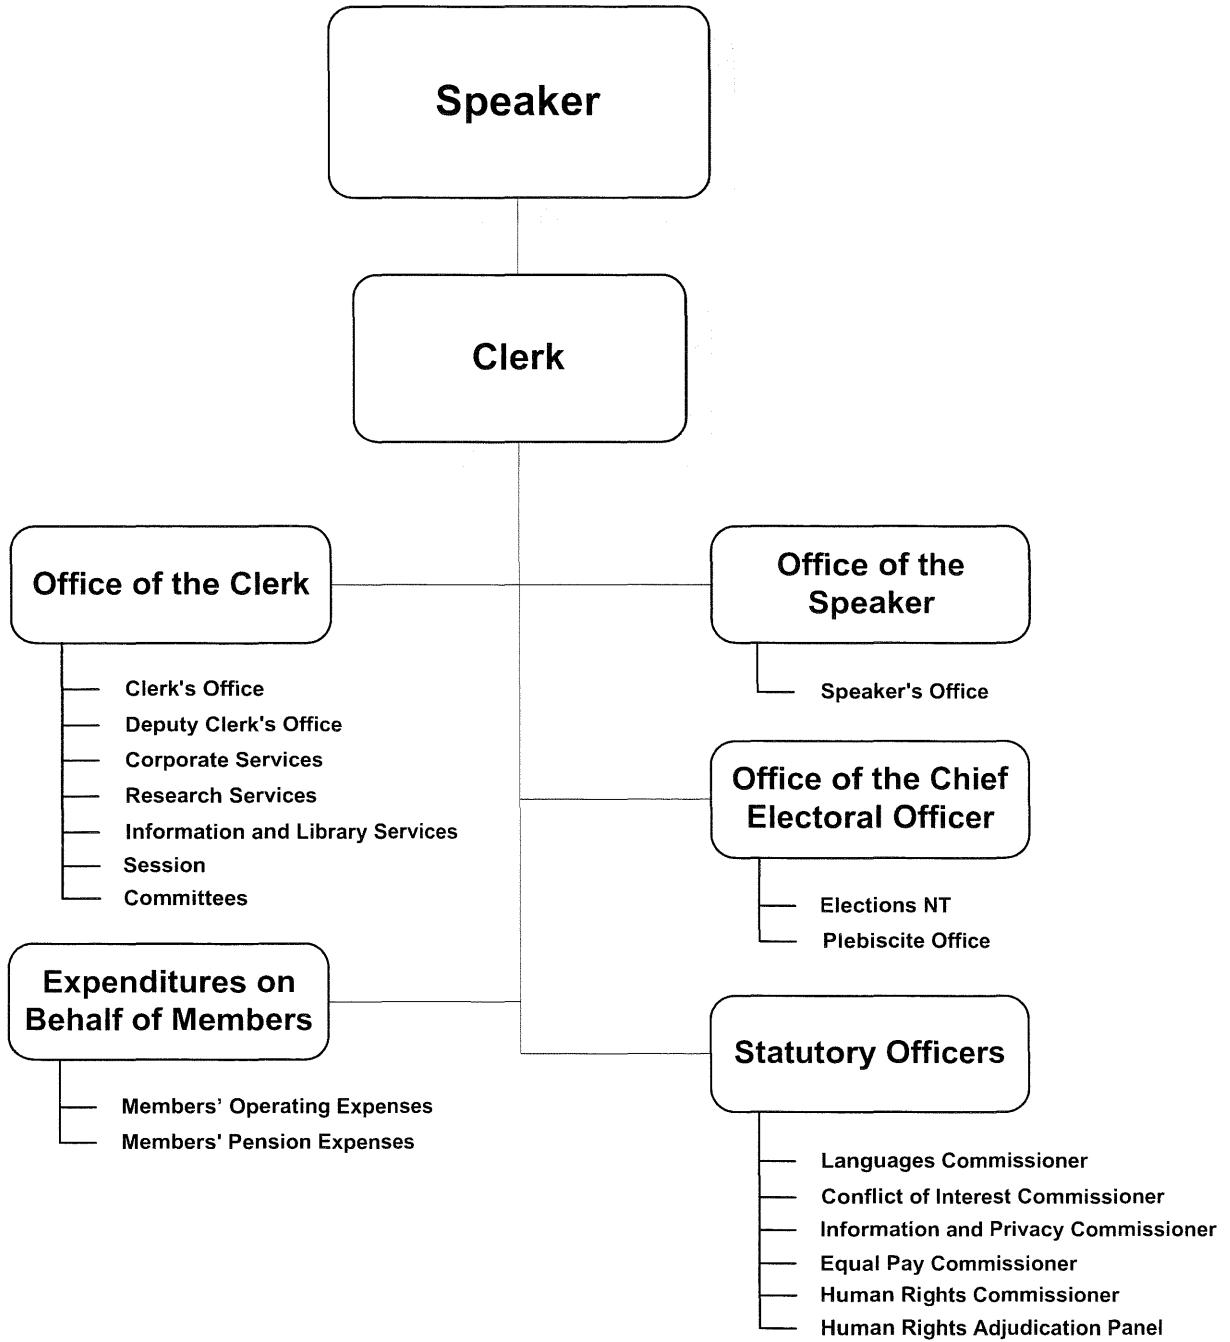 Speaker
Clerk
Office of the Clerk
Clerk's Office
Deputy Clerk's Office
Corporate Services
Research Services
Information and Library Services
Session
Committees
Expenditures on
Behalf of Members
Members' Operating Expenses
Members' Pension Expenses
Office of the
Speaker
Speaker's Office
Office of the Chief
Electoral Officer
Elections NT
Plebiscite Office
Statutory Officers
Languages Commissioner
Conflict of Interest Commissioner
Information and Privacy Commissioner
Equal Pay Commissioner
Human Rights Commissioner
Human Rights Adjudication Panel